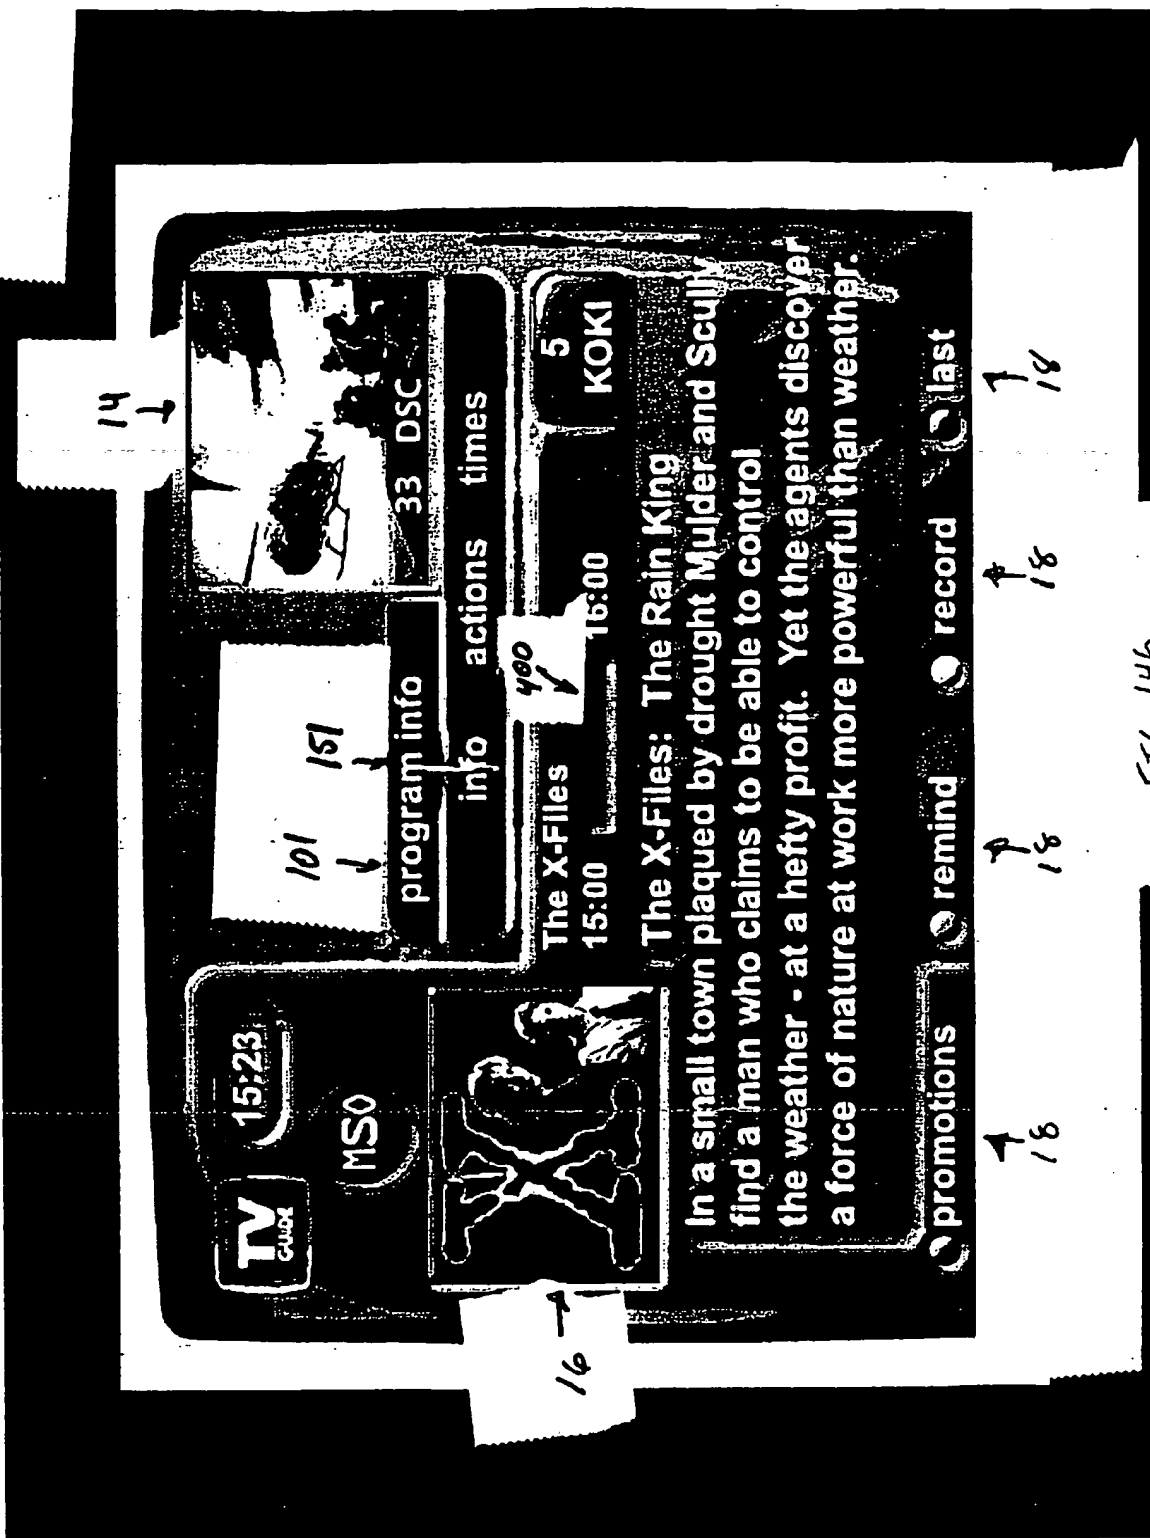 14
101
151
TV
GUIDE
15:23
MSO
program info
33 DSC
info actions times
400
The X-Files
15:00 16:00
5
KOKI
16
The X-Files: The Rain King
In a small town plaqued by drought Mulder and Scully
find a man who claims to be able to control
the weather - at a hefty profit. Yet the agents discover
a force of nature at work more powerful than weather.
promotions remind record last
18 18 18 18